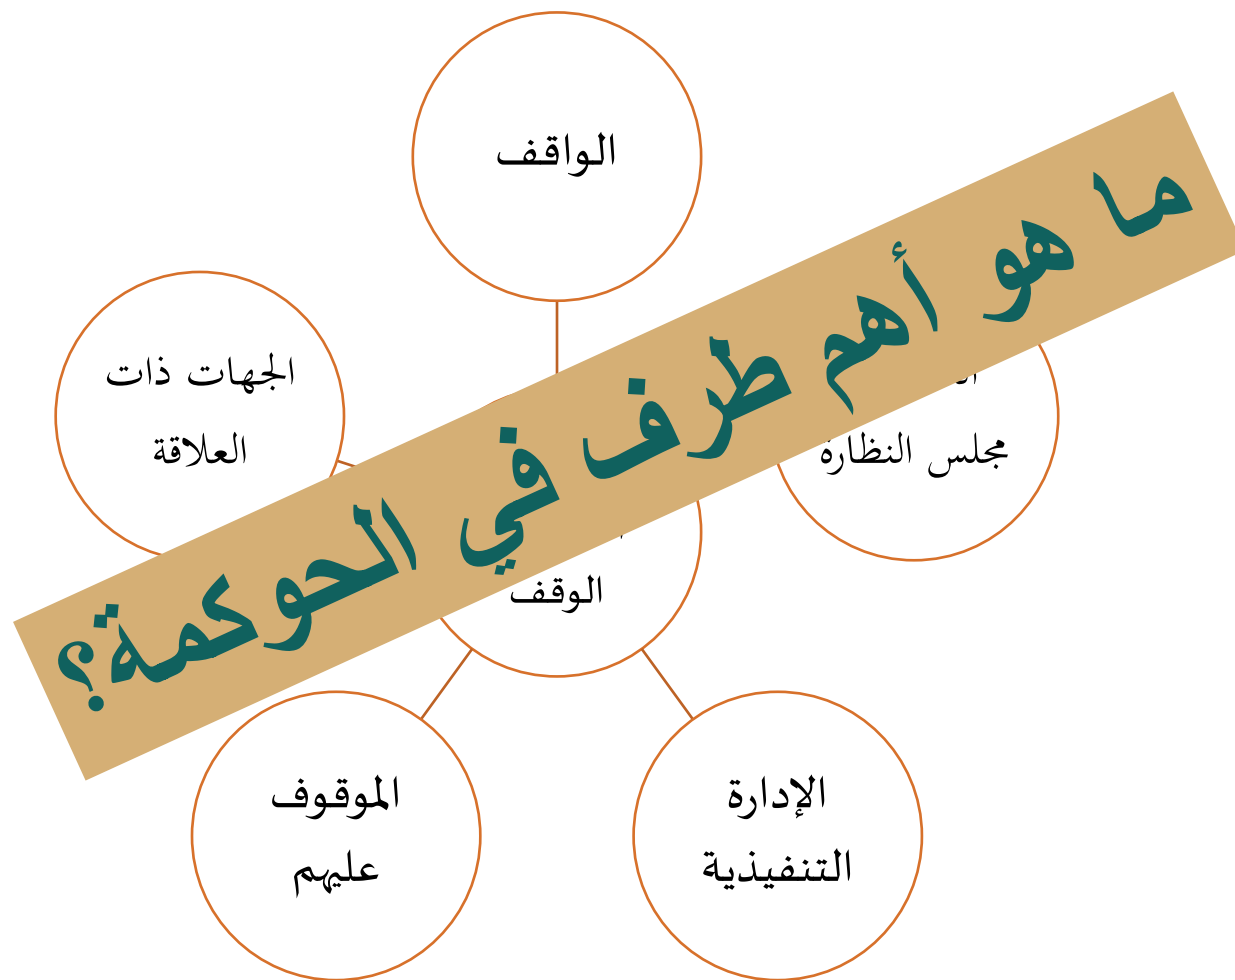 الواقف
ما هو أهم طرف في الحوكمة؟
الجهات ذات
العلاقة
مجلس النظارة
الوقف
الموقوف
عليهم
الإدارة
التنفيذية